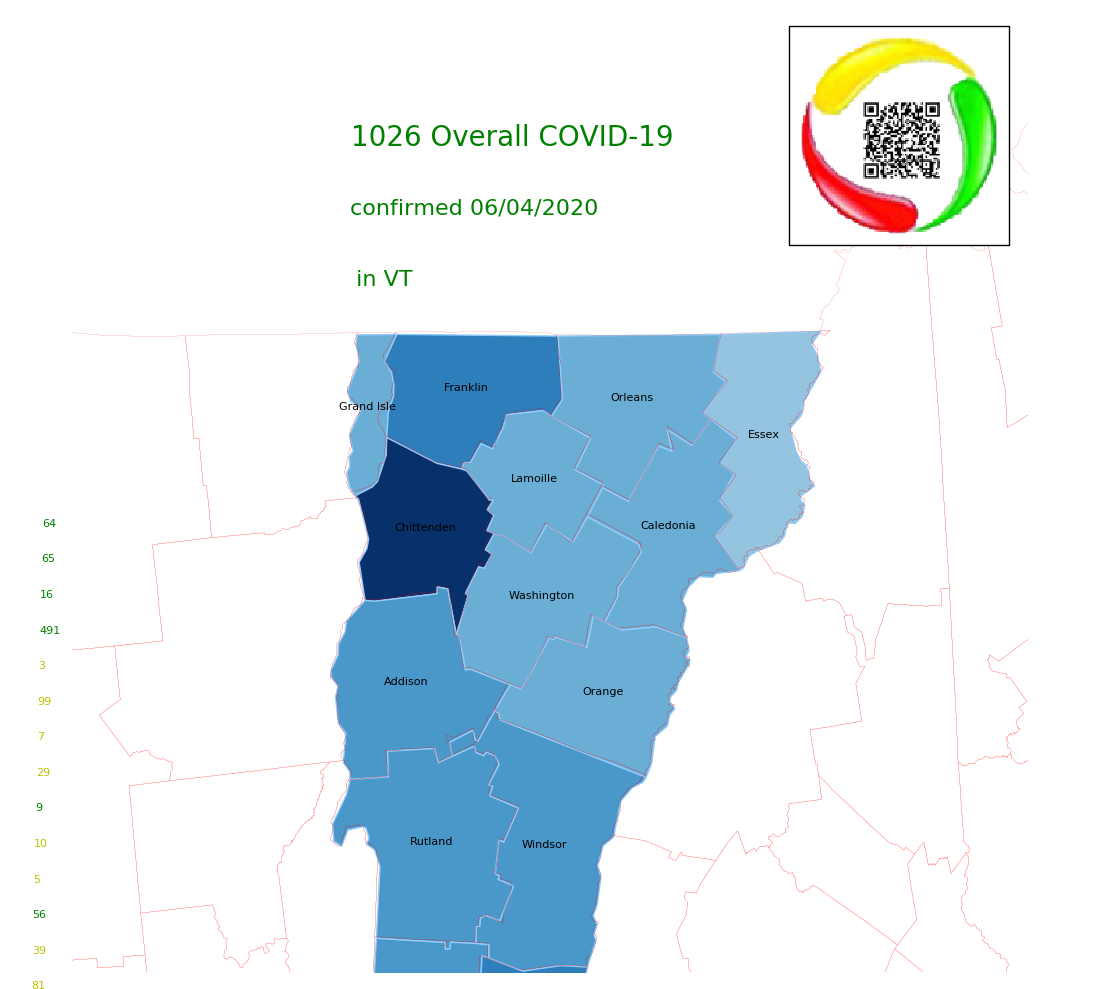 1026 Overall COVID-19
confirmed 06/04/2020
in VT
Franklin
Grand Isle
Orleans
Essex
Lamoille
Chittenden
Caledonia
Washington
Addison
Orange
Rutland
Windsor
64
65
16
491
3
99
7
29
9
10
5
56
39
81